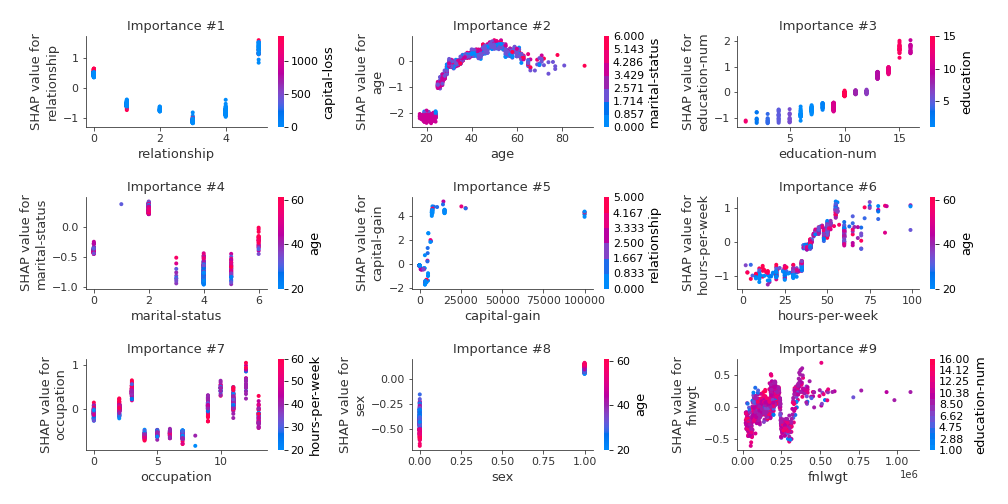 Importance #1
SHAP value for
relationship
1
0
−1
0
2
4
relationship
1000
500
0
capital-loss
Importance #2
SHAP value for
age
0
−1
−2
20
40
60
80
age
6.000
5.143
4.286
3.429
2.571
1.714
0.857
0.000
marital-status
Importance #3
SHAP value for
education-num
2
1
0
−1
5
10
15
education-num
15
10
5
education
Importance #4
SHAP value for
marital-status
0.0
−0.5
−1.0
0
2
4
6
marital-status
60
40
20
age
Importance #5
SHAP value for
capital-gain
4
2
0
−2
0
25000
50000
75000
100000
capital-gain
5.000
4.167
3.333
2.500
1.667
0.833
0.000
relationship
Importance #6
SHAP value for
hours-per-week
1
0
−1
0
25
50
75
100
hours-per-week
60
40
20
age
Importance #7
SHAP value for
occupation
1
0
0
10
occupation
60
50
40
30
20
hours-per-week
Importance #8
SHAP value for
sex
0.00
−0.25
−0.50
0.00
0.25
0.50
0.75
1.00
sex
60
40
20
age
Importance #9
SHAP value for
fnlwgt
0.5
0.0
−0.5
0.00
0.25
0.50
0.75
1.00
1e6
fnlwgt
16.00
14.12
12.25
10.38
8.50
6.62
4.75
2.88
1.00
education-num